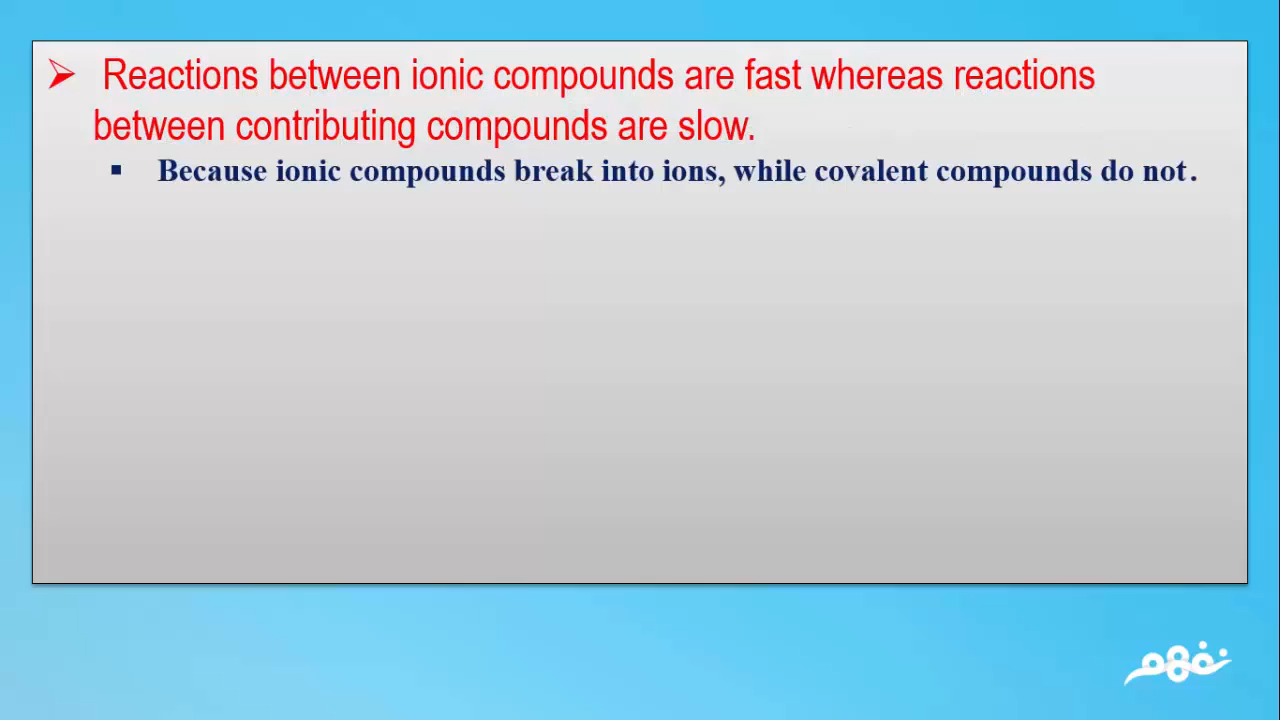 Reactions between ionic compounds are fast whereas reactions
between contributing compounds are slow.
Because ionic compounds break into ions, while covalent compounds do not.
نفهم